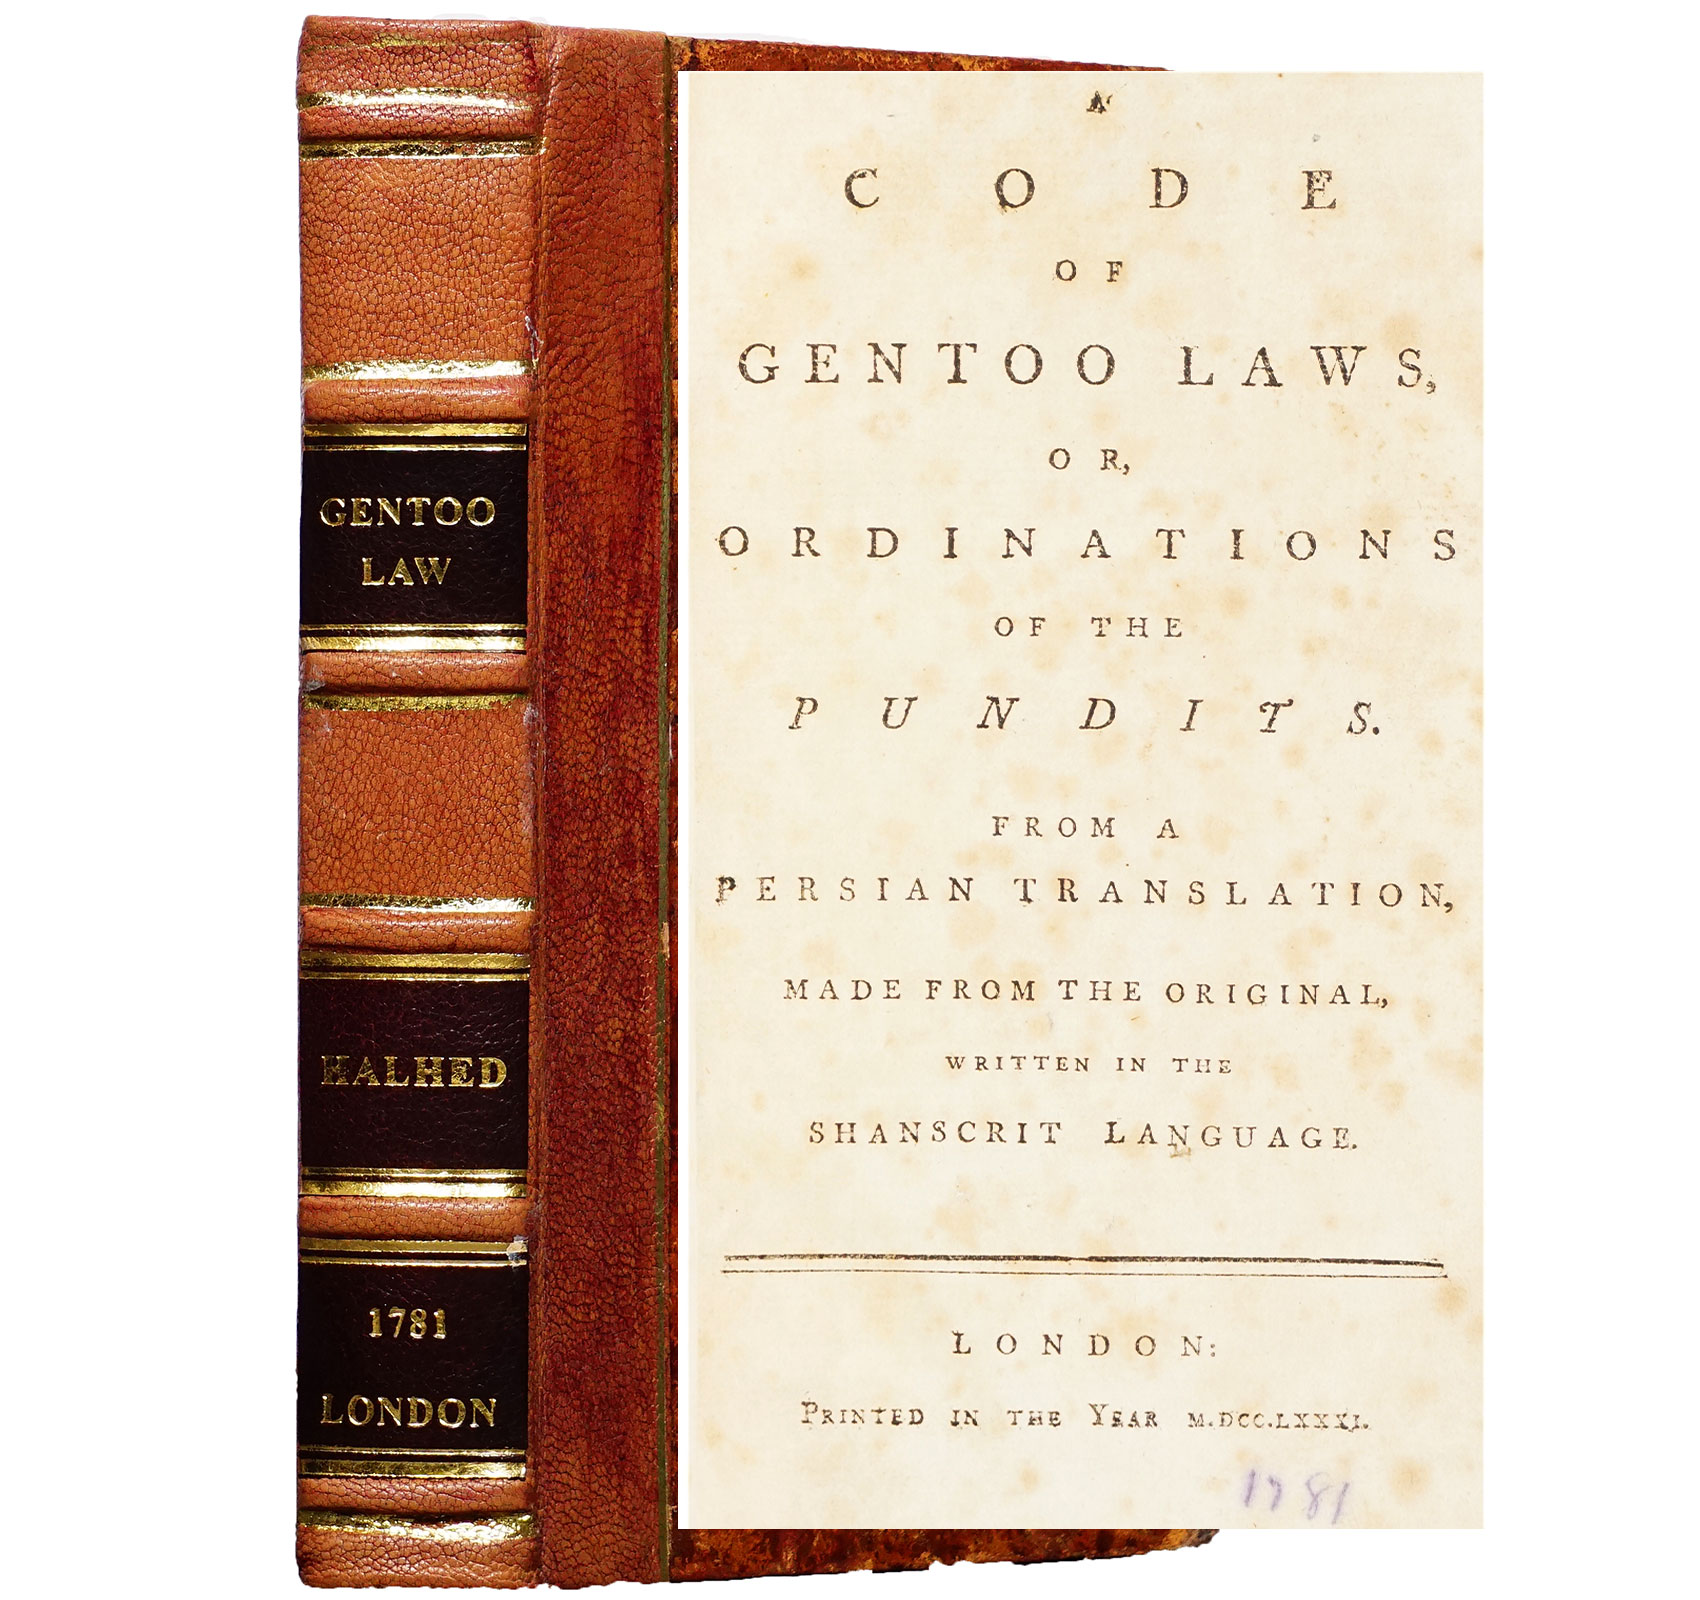 GENTOO
LAW
HALHED
1781
LONDON
A
CODE
OF
GENTOO LAWS,
OR,
ORDINATIONS
OF THE
PUNDITS.
FROM A
PERSIAN TRANSLATION,
MADE FROM THE ORIGINAL,
WRITTEN IN THE
SHANSCRIT LANGUAGE.
LONDON:
PRINTED IN THE YEAR M.DCC.LXXXI.
1781